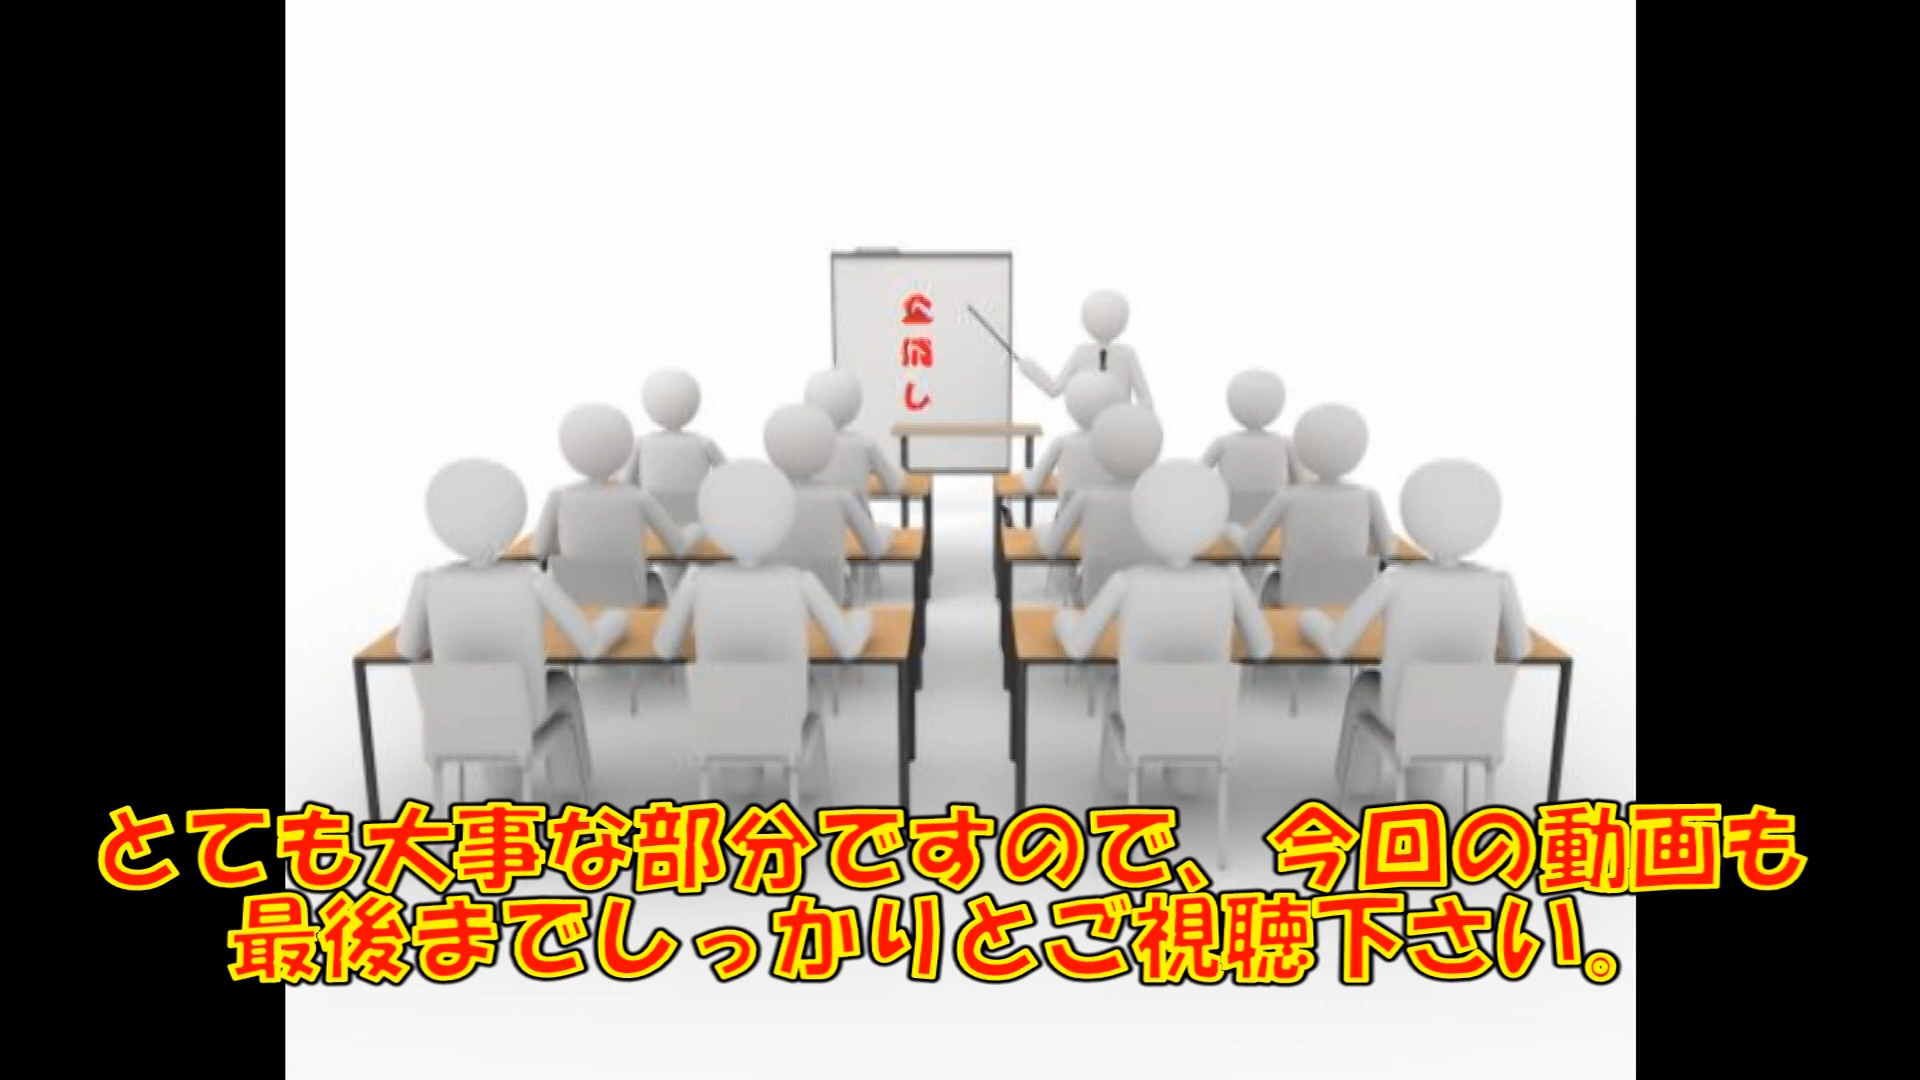 とても大事な部分ですので、今回の動画も
最後までしっかりとご視聴下さい。